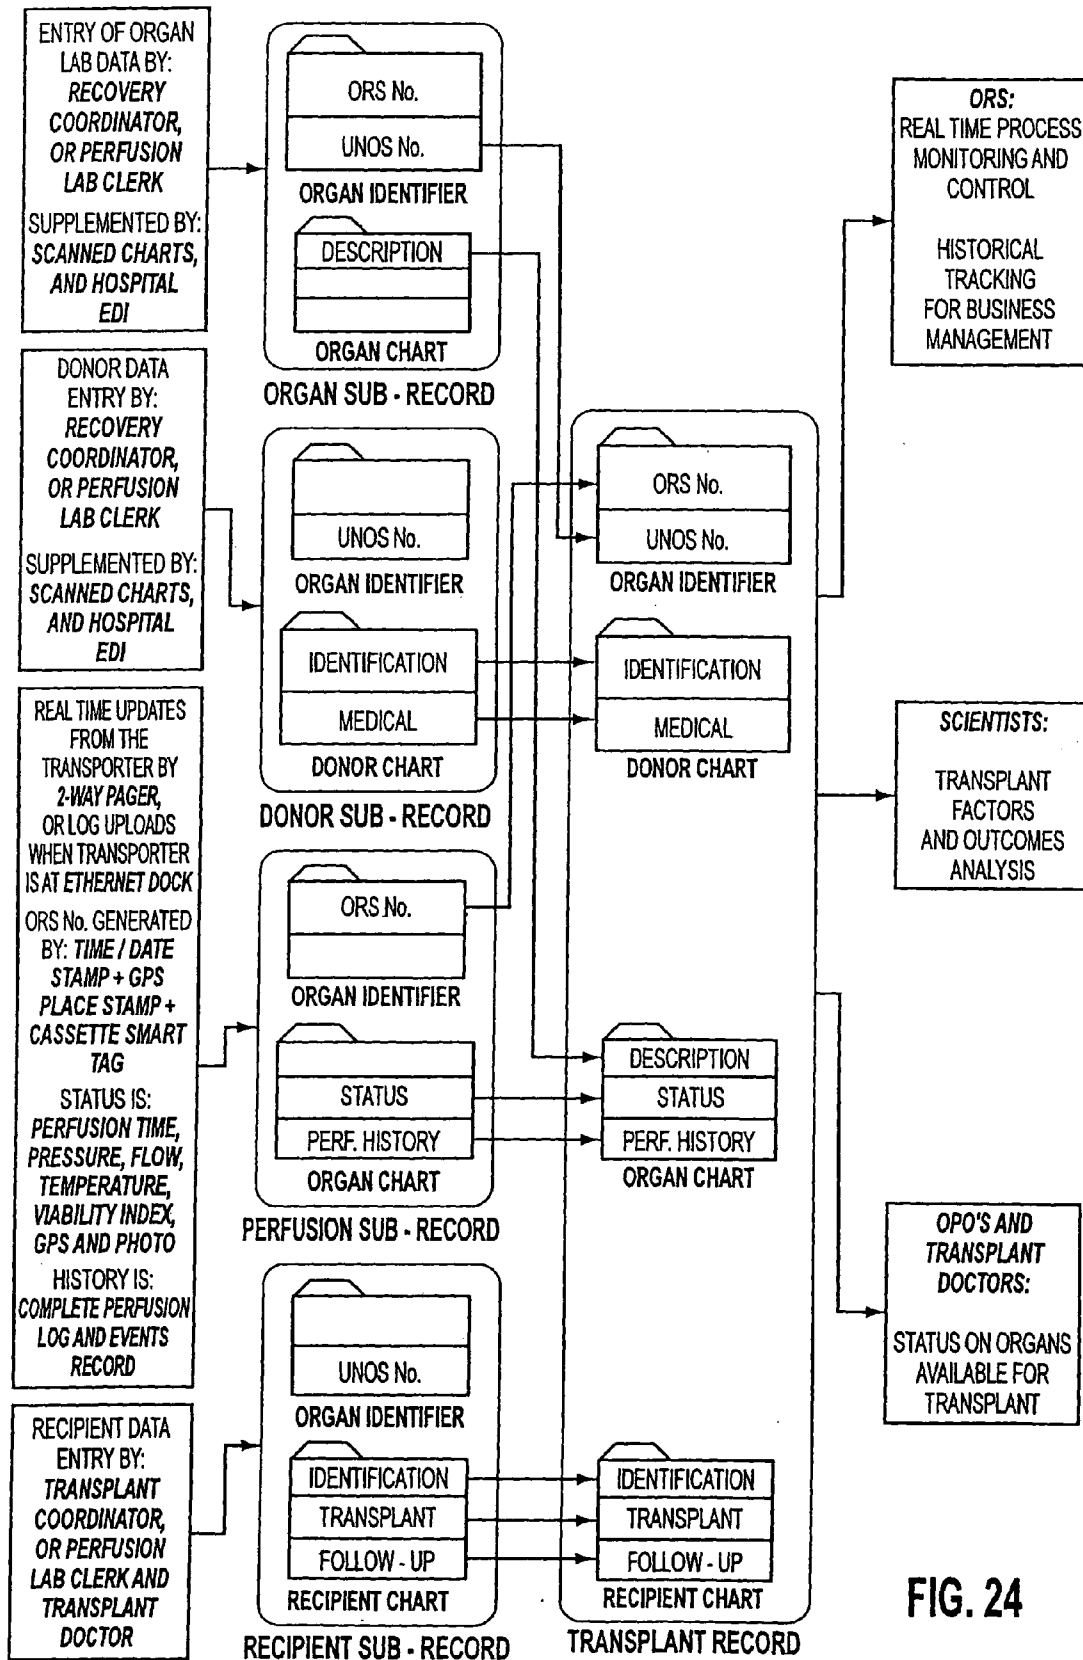 ENTRY OF ORGAN
LAB DATA BY:
RECOVERY
COORDINATOR,
OR PERFUSION
LAB CLERK
SUPPLEMENTED BY:
SCANNED CHARTS,
AND HOSPITAL
EDI
DONOR DATA
ENTRY BY:
RECOVERY
COORDINATOR,
OR PERFUSION
LAB CLERK
SUPPLEMENTED BY:
SCANNED CHARTS,
AND HOSPITAL
EDI
REAL TIME UPDATES
FROM THE
TRANSPORTER BY
2-WAY PAGER,
OR LOG UPLOADS
WHEN TRANSPORTER
IS AT ETHERNET DOCK
ORS No. GENERATED
BY: TIME / DATE
STAMP + GPS
PLACE STAMP +
CASSETTE SMART
TAG
STATUS IS:
PERFUSION TIME,
PRESSURE, FLOW,
TEMPERATURE,
VIABILITY INDEX,
GPS AND PHOTO
HISTORY IS:
COMPLETE PERFUSION
LOG AND EVENTS
RECORD
RECIPIENT DATA
ENTRY BY:
TRANSPLANT
COORDINATOR,
OR PERFUSION
LAB CLERK AND
TRANSPLANT
DOCTOR
ORS No.
UNOS No.
ORGAN IDENTIFIER
DESCRIPTION
ORGAN CHART
ORGAN SUB - RECORD
UNOS No.
ORGAN IDENTIFIER
IDENTIFICATION
MEDICAL
DONOR CHART
DONOR SUB - RECORD
ORS No.
ORGAN IDENTIFIER
STATUS
PERF. HISTORY
ORGAN CHART
PERFUSION SUB - RECORD
UNOS No.
ORGAN IDENTIFIER
IDENTIFICATION
TRANSPLANT
FOLLOW - UP
RECIPIENT CHART
RECIPIENT SUB - RECORD
ORS No.
UNOS No.
ORGAN IDENTIFIER
IDENTIFICATION
MEDICAL
DONOR CHART
DESCRIPTION
STATUS
PERF. HISTORY
ORGAN CHART
IDENTIFICATION
TRANSPLANT
FOLLOW - UP
RECIPIENT CHART
TRANSPLANT RECORD
ORS:
REAL TIME PROCESS
MONITORING AND
CONTROL
HISTORICAL
TRACKING
FOR BUSINESS
MANAGEMENT
SCIENTISTS:
TRANSPLANT
FACTORS
AND OUTCOMES
ANALYSIS
OPO'S AND
TRANSPLANT
DOCTORS:
STATUS ON ORGANS
AVAILABLE FOR
TRANSPLANT
FIG. 24